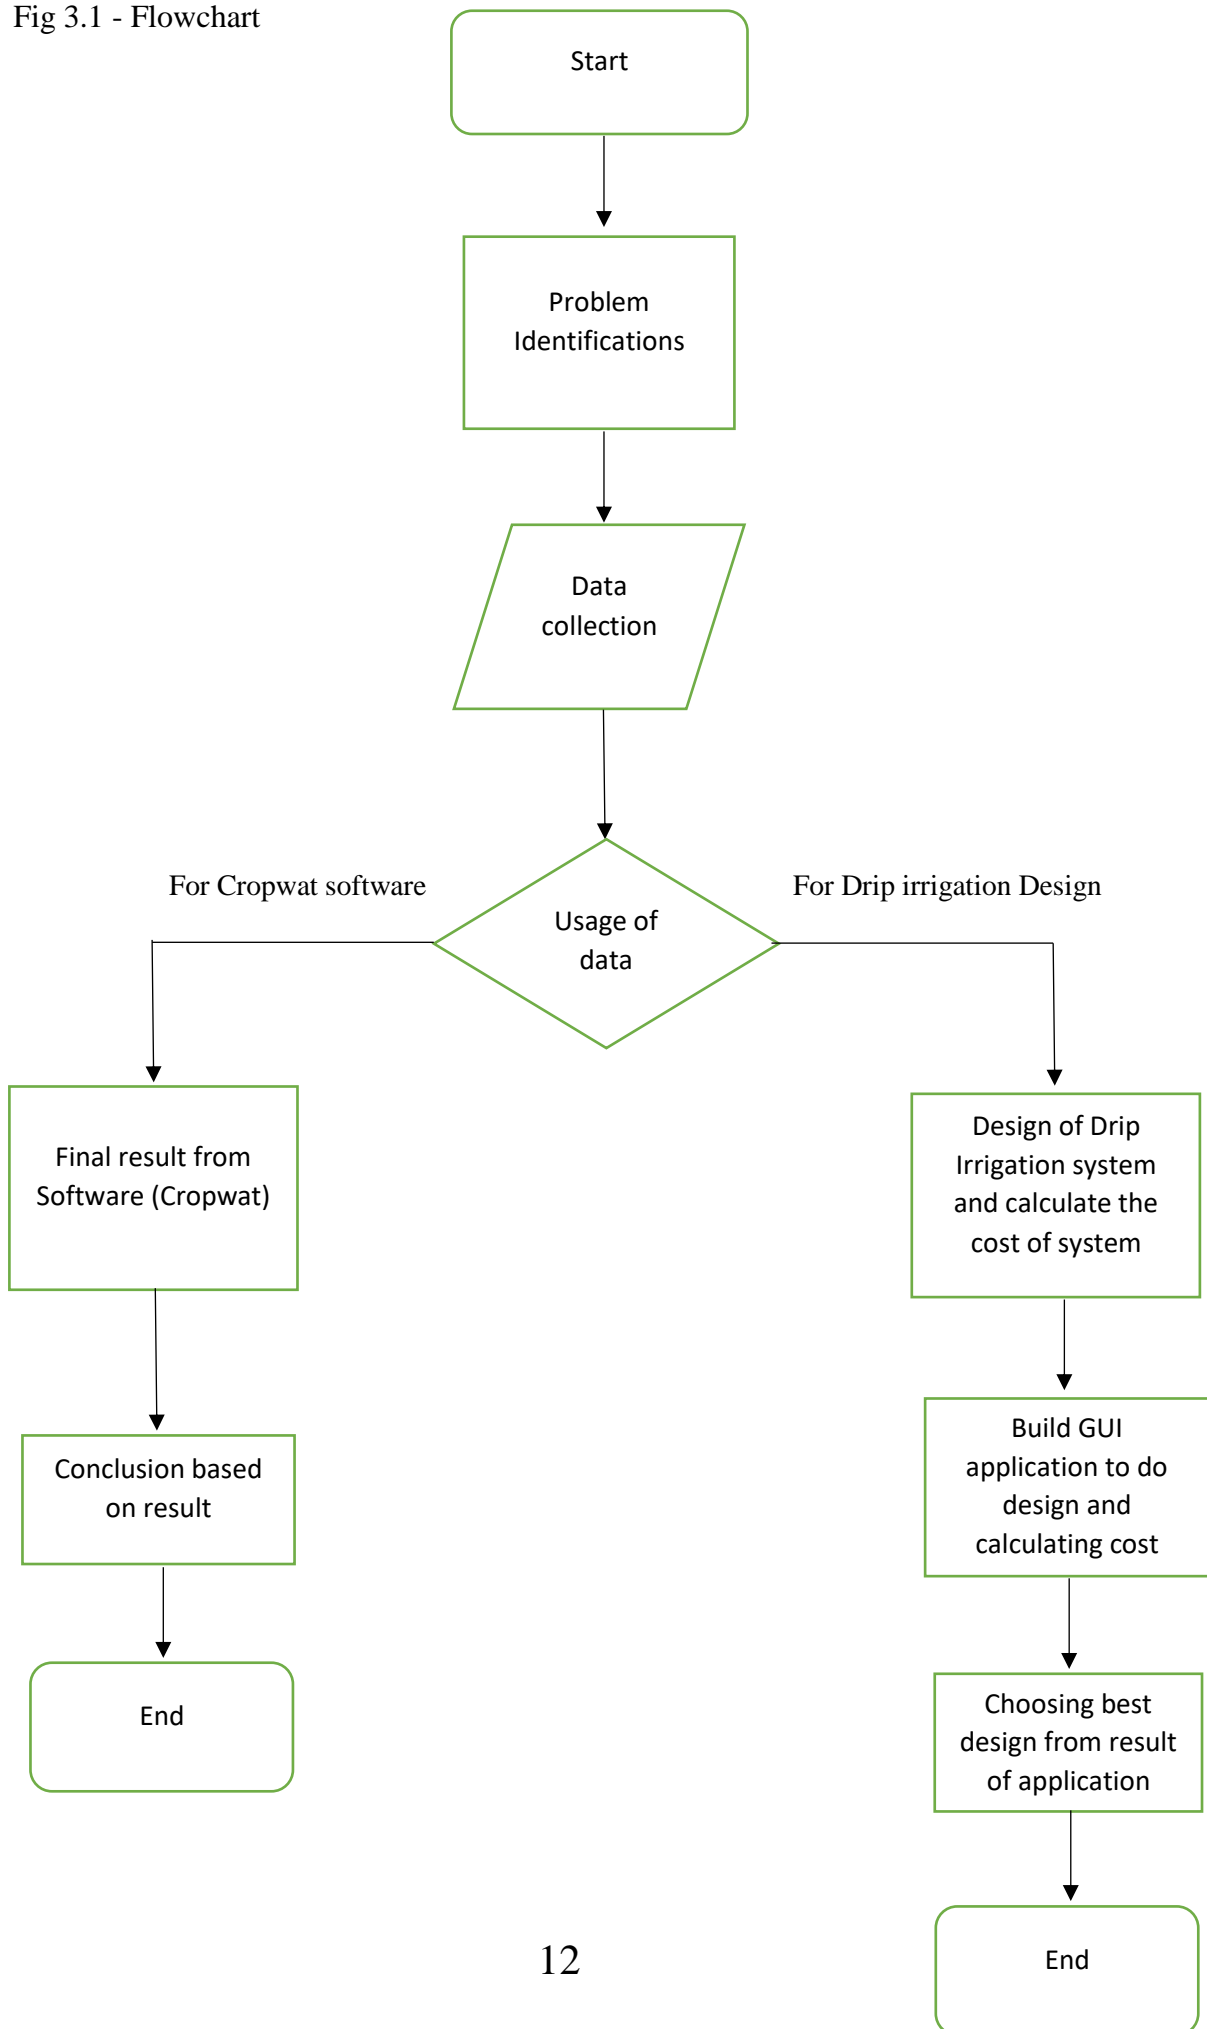 Fig 3.1 - Flowchart
Start
Problem
Identifications
Data
collection
For Cropwat software
For Drip irrigation Design
Usage of
data
Final result from
Software (Cropwat)
Design of Drip
Irrigation system
and calculate the
cost of system
Conclusion based
on result
Build GUI
application to do
design and
calculating cost
End
Choosing best
design from result
of application
End
12